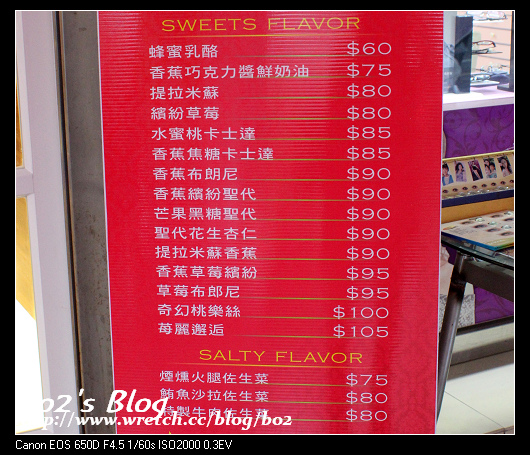 SWEETS FLAVOR
蜂蜜乳酪 $60
香蕉巧克力醬鮮奶油 $75
提拉米蘇 $80
繽紛草莓 $80
水蜜桃卡士達 $85
香蕉焦糖卡士達 $85
香蕉布朗尼 $90
香蕉繽紛聖代 $90
芒果黑糖聖代 $90
聖代花生杏仁 $90
提拉米蘇香蕉 $90
香蕉草莓繽紛 $95
草莓布郎尼 $95
奇幻桃樂絲 $100
莓麗邂逅 $105
SALTY FLAVOR
煙燻火腿佐生菜 $75
鮪魚沙拉佐生菜 $80
特製牛肉佐生菜 $80
Bo2's Blog
http://www.wretch.cc/blog/bo2
Canon EOS 650D F4.5 1/60s ISO2000 0.3EV